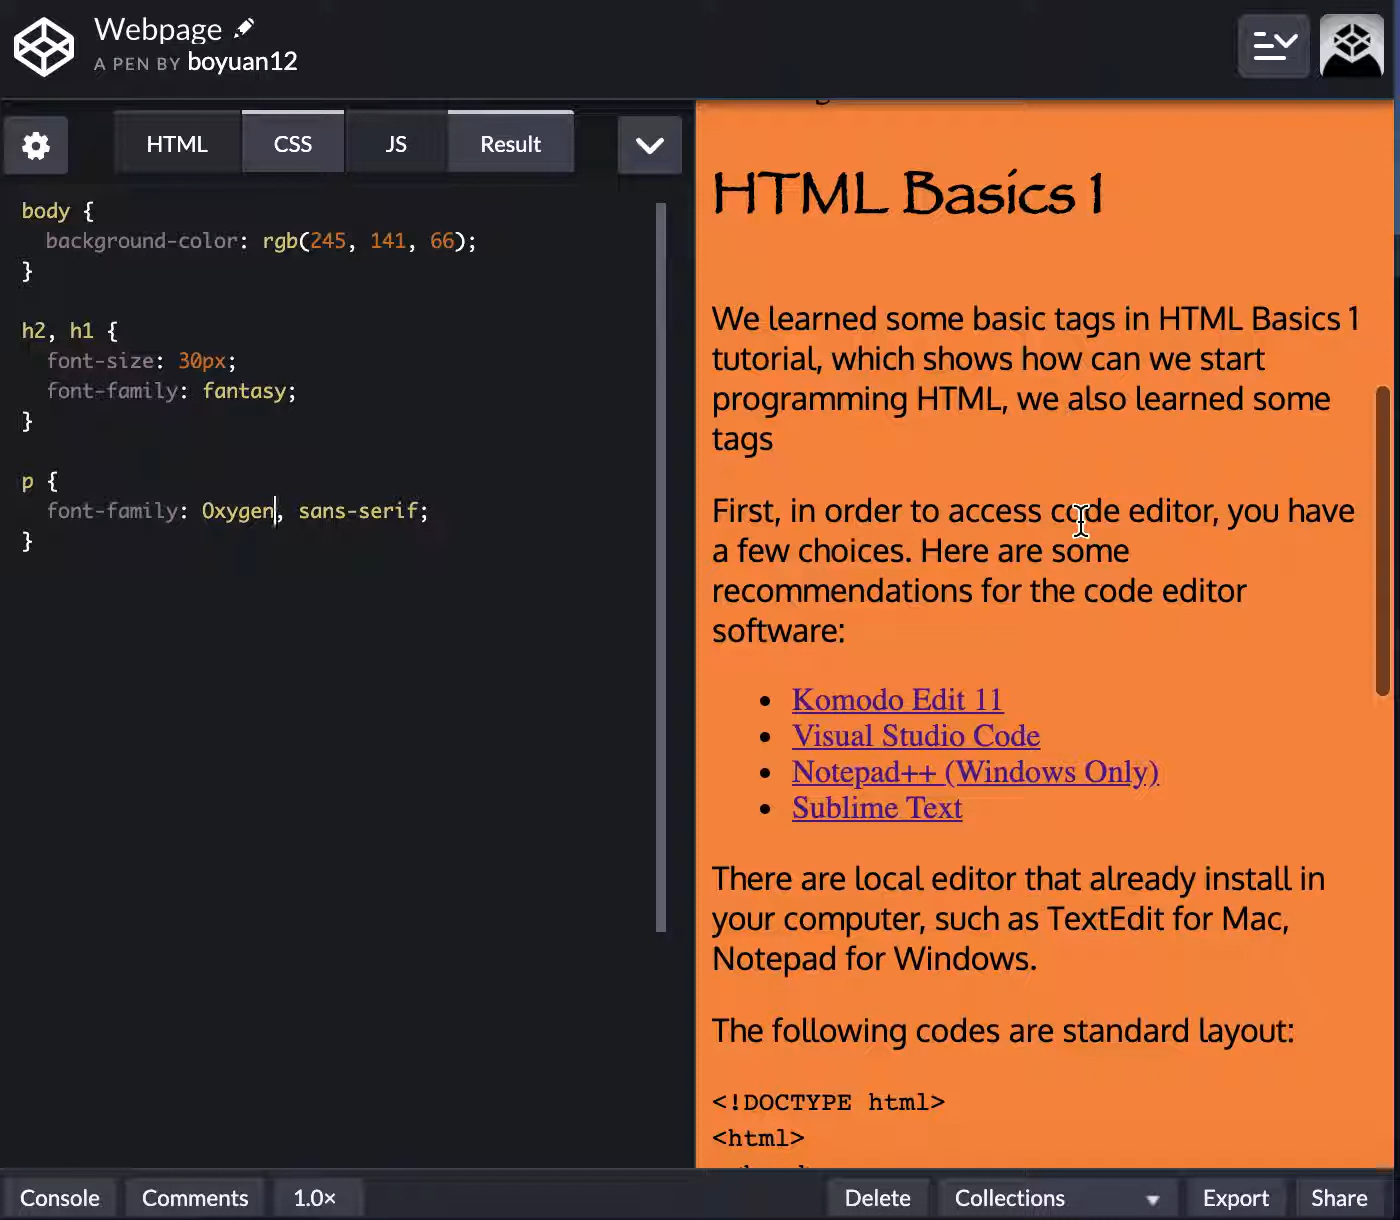 Webpage
A PEN BY boyuan12
HTML
CSS
JS
Result
body {
background-color: rgb(245, 141, 66);
}
h2, h1 {
font-size: 30px;
font-family: fantasy;
}
p {
font-family: Oxygen, sans-serif;
}
HTML Basics 1
We learned some basic tags in HTML Basics 1
tutorial, which shows how can we start
programming HTML, we also learned some
tags
First, in order to access code editor, you have
a few choices. Here are some
recommendations for the code editor
software:
Komodo Edit 11
Visual Studio Code
Notepad++ (Windows Only)
Sublime Text
There are local editor that already install in
your computer, such as TextEdit for Mac,
Notepad for Windows.
The following codes are standard layout:
<!DOCTYPE html>
<html>
Console
Comments
1.0×
Delete
Collections
Export
Share